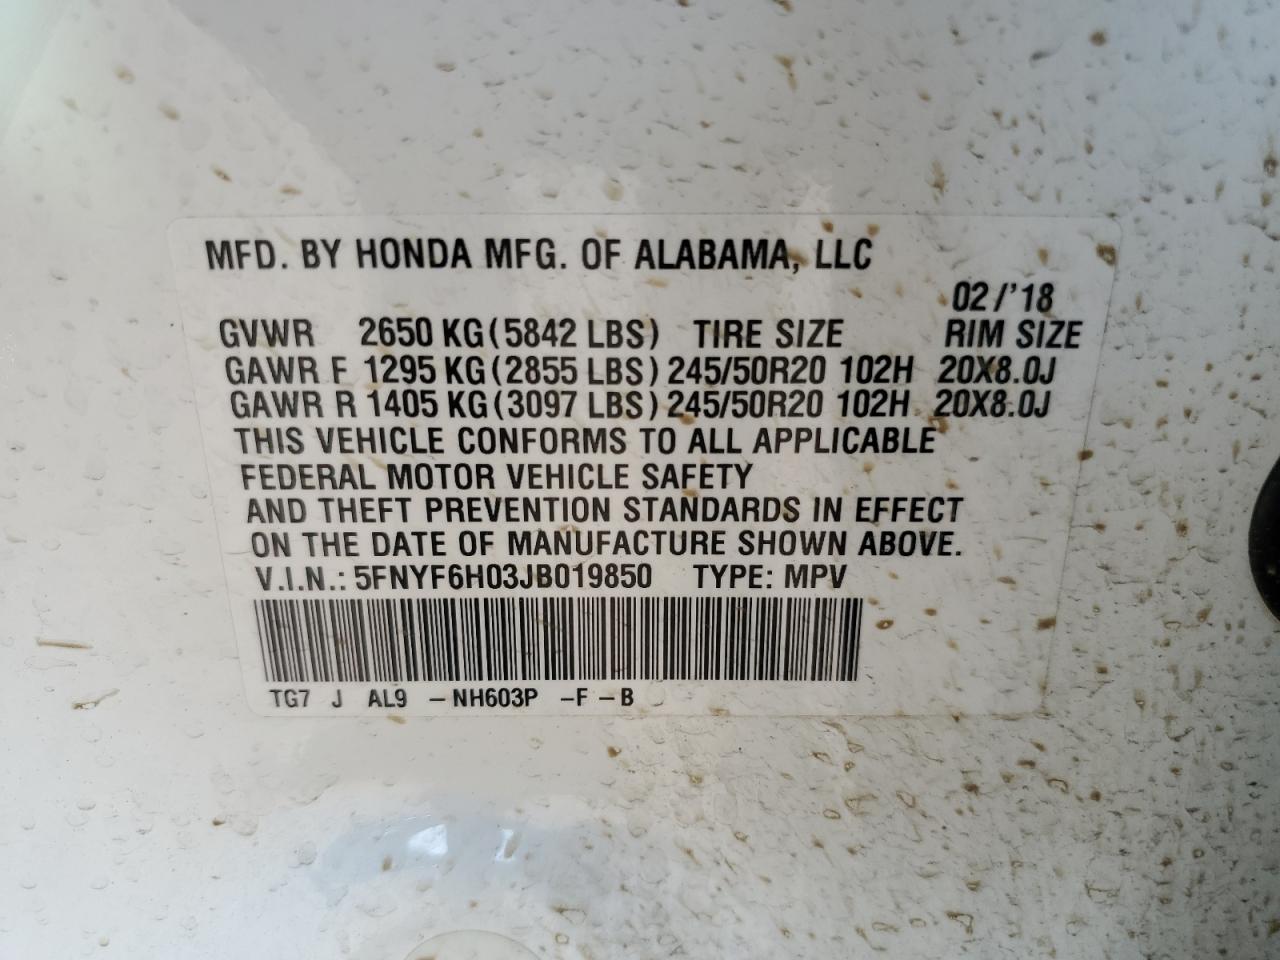 MFD. BY HONDA MFG. OF ALABAMA, LLC
02/'18
GVWR 2650 KG(5842 LBS) TIRE SIZE RIM SIZE
GAWR F 1295 KG(2855 LBS) 245/50R20 102H 20X8.0J
GAWR R 1405 KG(3097 LBS) 245/50R20 102H 20X8.0J
THIS VEHICLE CONFORMS TO ALL APPLICABLE
FEDERAL MOTOR VEHICLE SAFETY
AND THEFT PREVENTION STANDARDS IN EFFECT
ON THE DATE OF MANUFACTURE SHOWN ABOVE.
V.I.N.: 5FNYF6H03JB019850 TYPE: MPV
TG7 J AL9 -NH603P -F-B